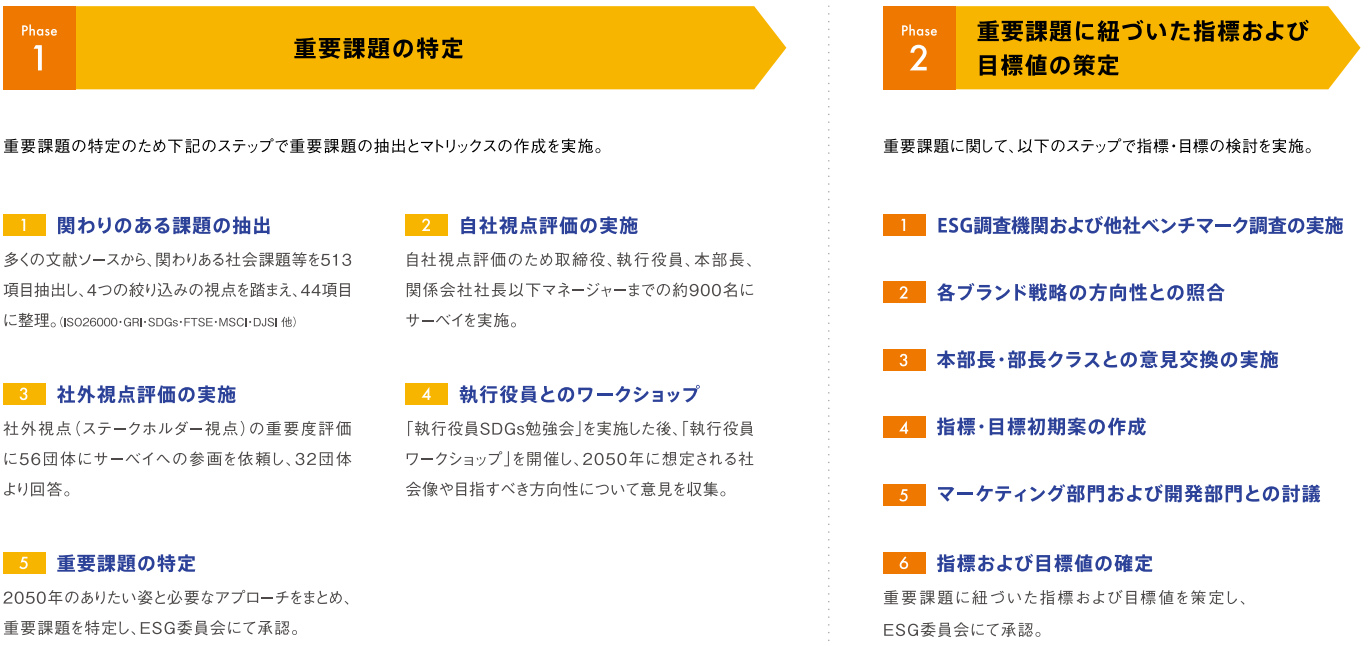 Phase
1
重要課題の特定
重要課題の特定のため下記のステップで重要課題の抽出とマトリックスの作成を実施。
1 関わりのある課題の抽出
多くの文献ソースから、関わりある社会課題等を513
項目抽出し、4つの絞り込みの視点を踏まえ、44項目
に整理。(ISO26000・GRI・SDGs・FTSE・MSCI・DJSI 他)
2 自社視点評価の実施
自社視点評価のため取締役、執行役員、本部長、
関係会社社長以下マネージャーまでの約900名に
サーベイを実施。
3 社外視点評価の実施
社外視点（ステークホルダー視点）の重要度評価
に56団体にサーベイへの参画を依頼し、32団体
より回答。
4 執行役員とのワークショップ
「執行役員SDGs勉強会」を実施した後、「執行役員
ワークショップ」を開催し、2050年に想定される社
会像や目指すべき方向性について意見を収集。
5 重要課題の特定
2050年のありたい姿と必要なアプローチをまとめ、
重要課題を特定し、ESG委員会にて承認。
Phase
2
重要課題に紐づいた指標および
目標値の策定
重要課題に関して、以下のステップで指標・目標の検討を実施。
1 ESG調査機関および他社ベンチマーク調査の実施
2 各ブランド戦略の方向性との照合
3 本部長・部長クラスとの意見交換の実施
4 指標・目標初期案の作成
5 マーケティング部門および開発部門との討議
6 指標および目標値の確定
重要課題に紐づいた指標および目標値を策定し、
ESG委員会にて承認。